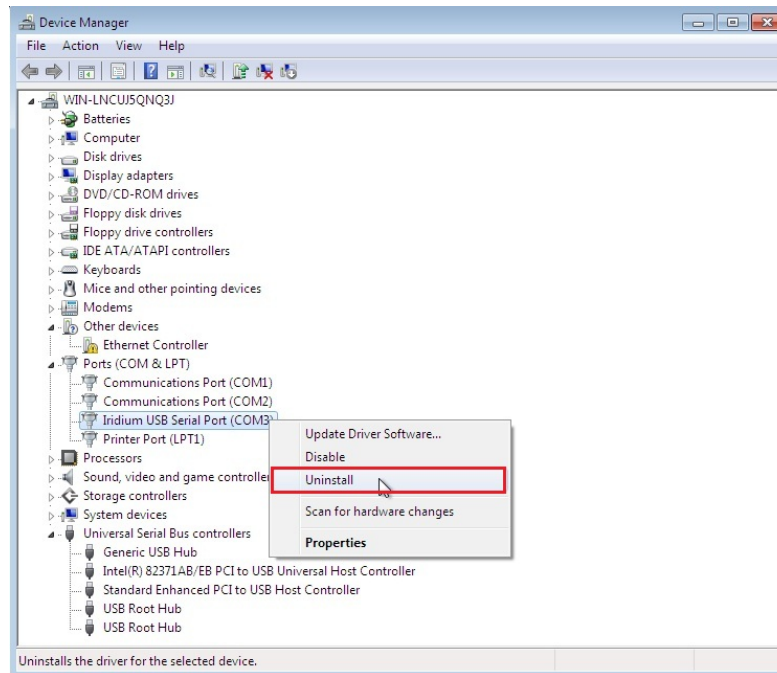 Device Manager
File Action View Help
WIN-LNCUJ5QNQ3J
Batteries
Computer
Disk drives
Display adapters
DVD/CD-ROM drives
Floppy disk drives
Floppy drive controllers
IDE ATA/ATAPI controllers
Keyboards
Mice and other pointing devices
Modems
Other devices
Ethernet Controller
Ports (COM & LPT)
Communications Port (COM1)
Communications Port (COM2)
Iridium USB Serial Port (COM3)
Printer Port (LPT1)
Processors
Sound, video and game controller
Storage controllers
System devices
Universal Serial Bus controllers
Generic USB Hub
Intel(R) 82371AB/EB PCI to USB Universal Host Controller
Standard Enhanced PCI to USB Host Controller
USB Root Hub
USB Root Hub
Update Driver Software...
Disable
Uninstall
Scan for hardware changes
Properties
Uninstalls the driver for the selected device.